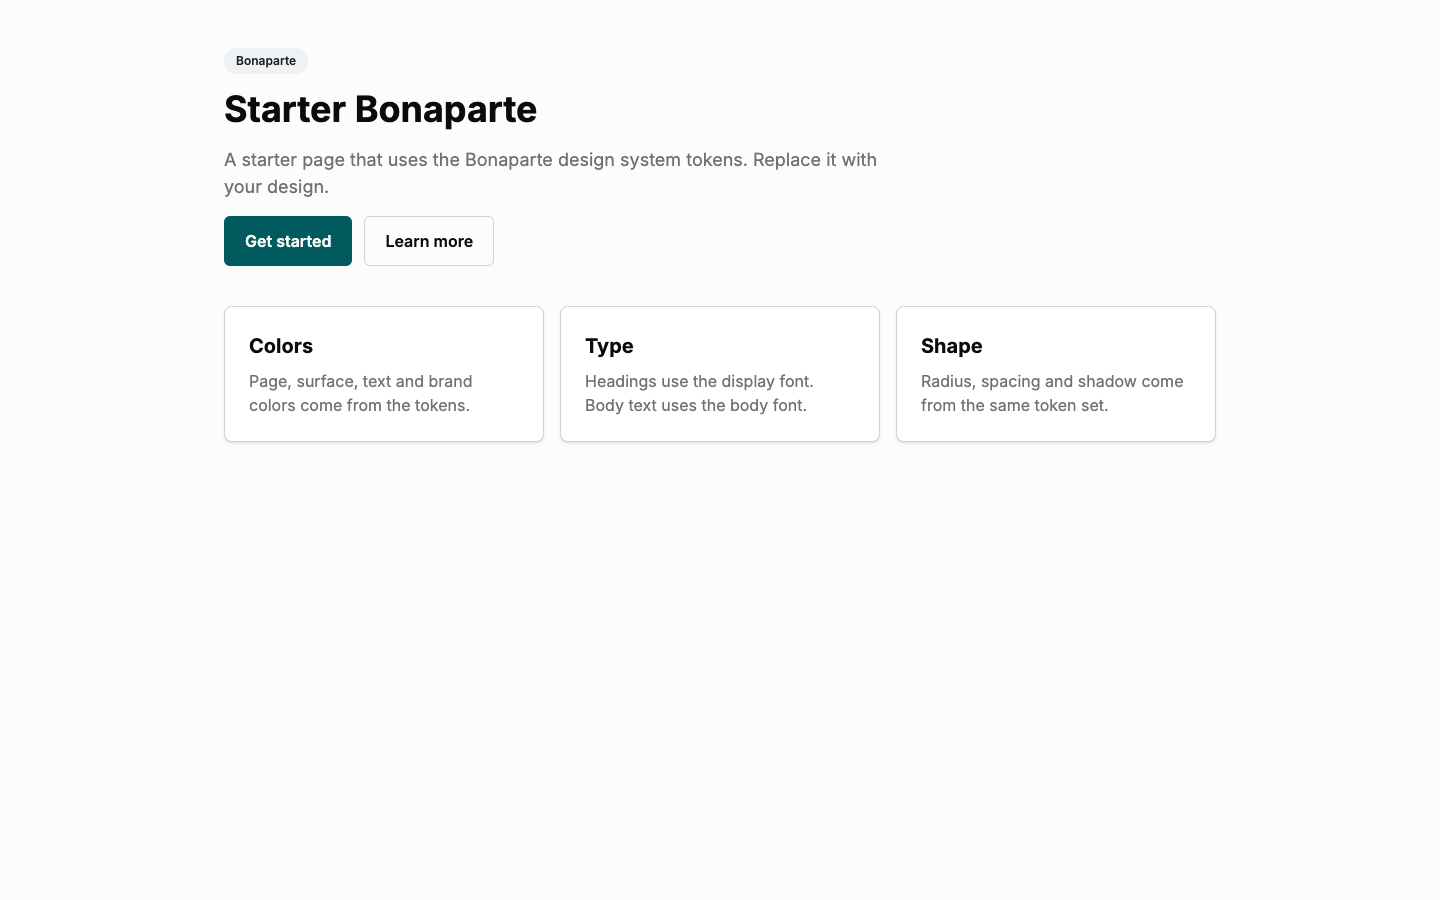 Bonaparte
Starter Bonaparte
A starter page that uses the Bonaparte design system tokens. Replace it with
your design.
Get started
Learn more
Colors
Page, surface, text and brand
colors come from the tokens.
Type
Headings use the display font.
Body text uses the body font.
Shape
Radius, spacing and shadow come
from the same token set.